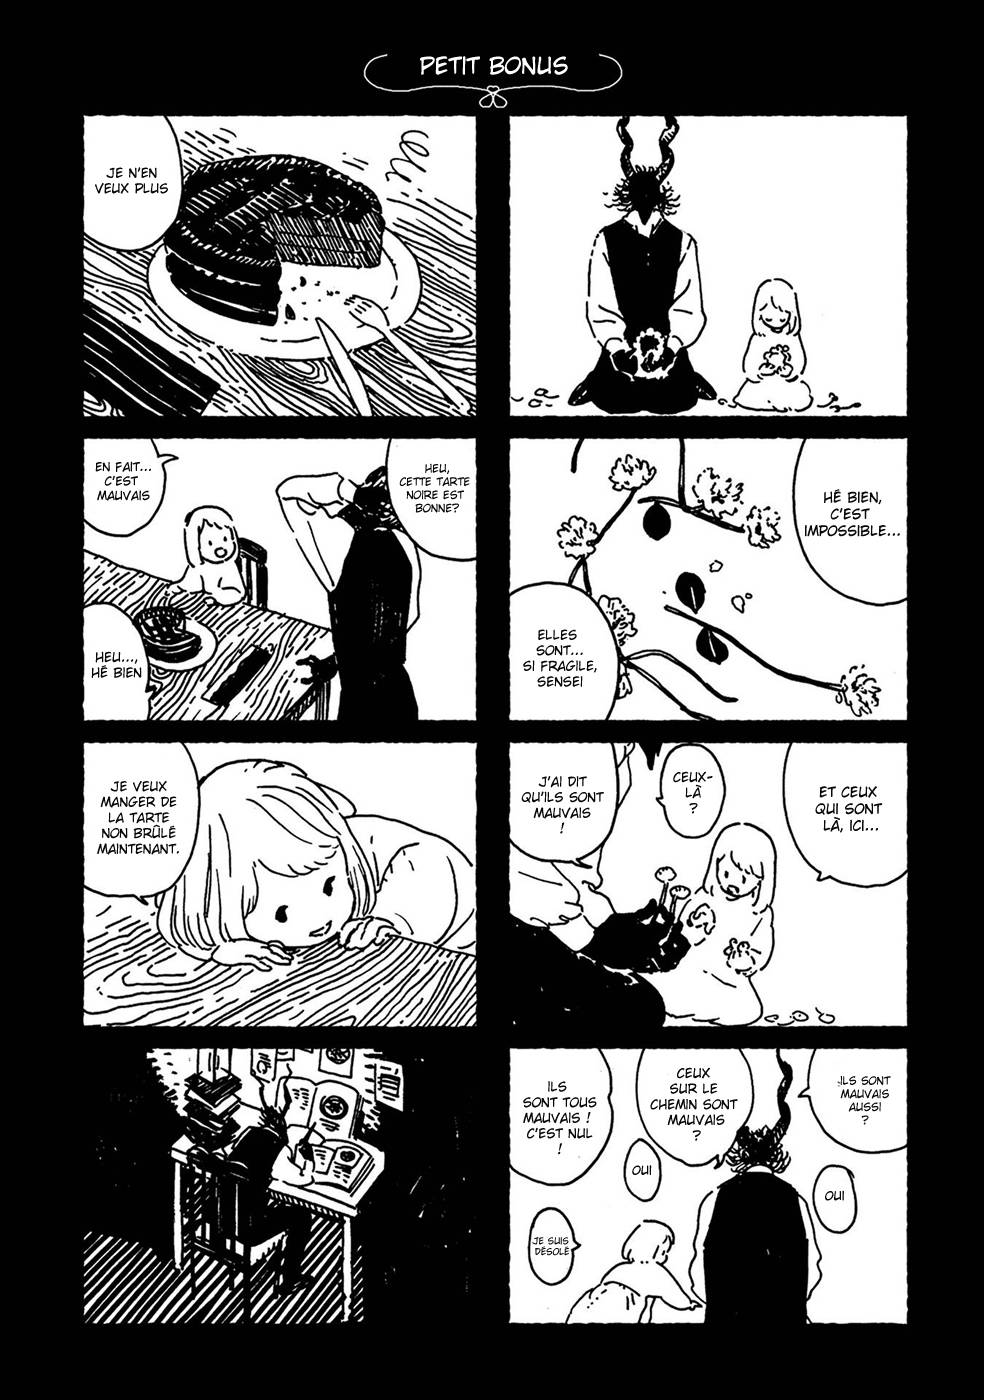 PETIT BONUS
HÉ BIEN,
C'EST
IMPOSSIBLE...
ELLES
SONT...
SI FRAGILE,
SENSEI
ET CEUX
QUI SONT
LÀ, ICI...
CEUX-
LÀ
?
J'AI DIT
QU'ILS SONT
MAUVAIS
!
ILS SONT
MAUVAIS
AUSSI
?
OUI
CEUX
SUR LE
CHEMIN SONT
MAUVAIS
?
OUI
ILS
SONT TOUS
MAUVAIS !
C'EST NUL
!
JE SUIS
DÉSOLÉ
JE N'EN
VEUX PLUS
HEU,
CETTE TARTE
NOIRE EST
BONNE?
EN FAIT...
C'EST
MAUVAIS
HEU...,
HÉ BIEN
JE VEUX
MANGER DE
LA TARTE
NON BRÛLÉ
MAINTENANT.